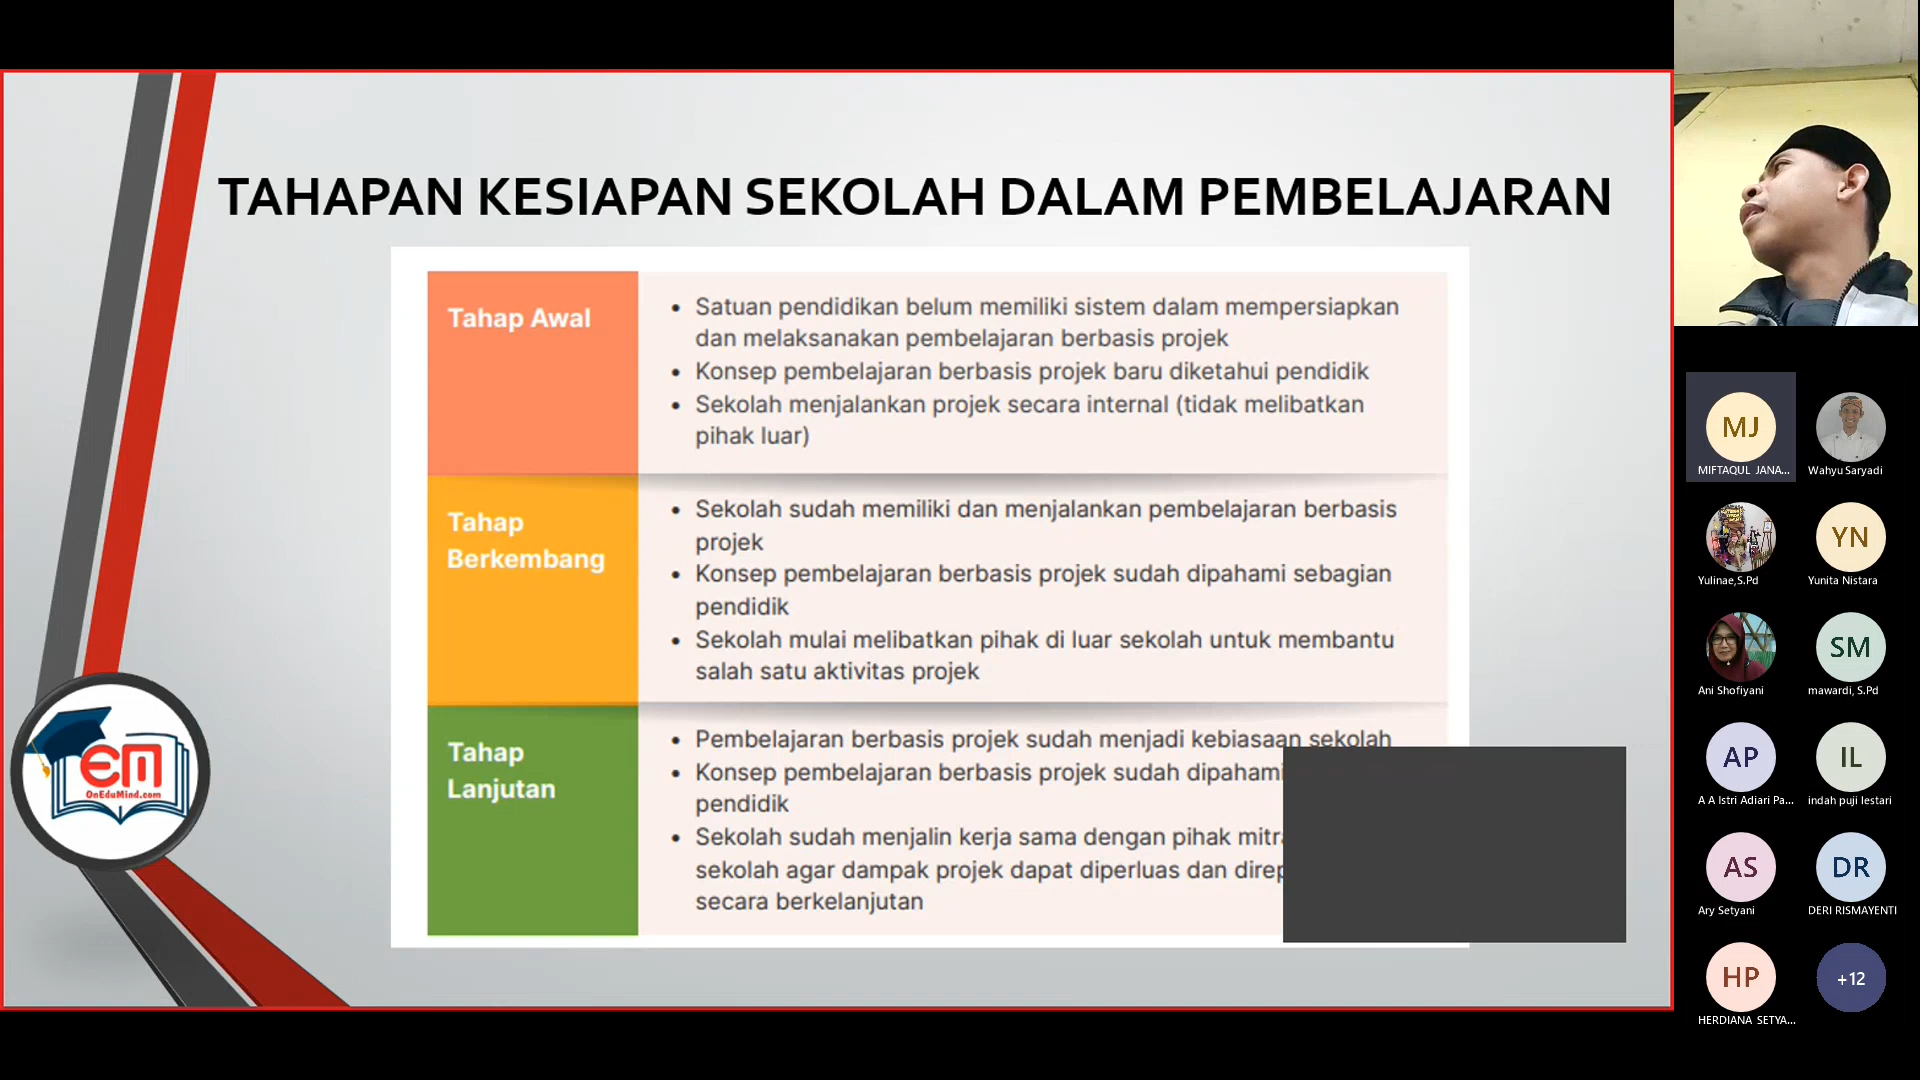 TAHAPAN KESIAPAN SEKOLAH DALAM PEMBELAJARAN
Tahap Awal
• Satuan pendidikan belum memiliki sistem dalam mempersiapkan
dan melaksanakan pembelajaran berbasis projek
• Konsep pembelajaran berbasis projek baru diketahui pendidik
• Sekolah menjalankan projek secara internal (tidak melibatkan
pihak luar)
Tahap
Berkembang
• Sekolah sudah memiliki dan menjalankan pembelajaran berbasis
projek
• Konsep pembelajaran berbasis projek sudah dipahami sebagian
pendidik
• Sekolah mulai melibatkan pihak di luar sekolah untuk membantu
salah satu aktivitas projek
Tahap
Lanjutan
• Pembelajaran berbasis projek sudah menjadi kebiasaan sekolah
• Konsep pembelajaran berbasis projek sudah dipahami
pendidik
• Sekolah sudah menjalin kerja sama dengan pihak
sekolah agar dampak projek dapat diperluas dan
secara berkelanjutan
EM
OnEduMind.com
MJ
MIFTAQUL JANA...
Wahyu Saryadi
Yulinae,S.Pd
YN
Yunita Nistara
Ani Shofiyani
SM
mawardi, S.Pd
AP
A A Istri Adiari Pa...
IL
indah puji lestari
AS
Ary Setyani
DR
DERI RISMAYENTI
HP
HERDIANA SETYA...
+12